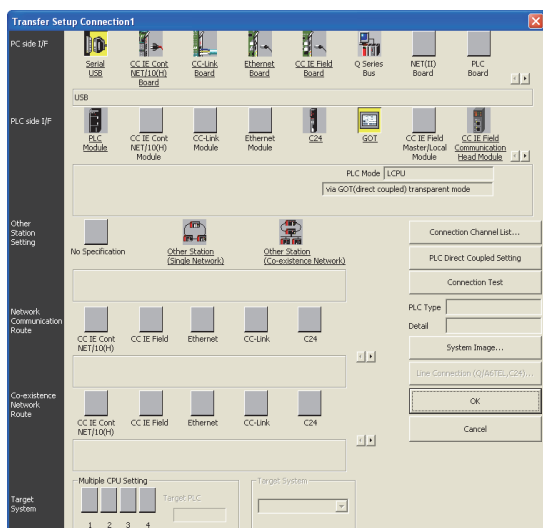 Transfer Setup Connection1
PC side I/F
Serial USB
CC IE Cont NET/10(H) Board
CC-Link Board
Ethernet Board
CC IE Field Board
Q Series Bus
NET(II) Board
PLC Board
USB
PLC side I/F
PLC Module
CC IE Cont NET/10(H) Module
CC-Link Module
Ethernet Module
C24
GOT
CC IE Field Master/Local Module
CC IE Field Communication Head Module
PLC Mode LCPU
via GOT(direct coupled) transparent mode
Other Station Setting
No Specification
Other Station (Single Network)
Other Station (Co-existence Network)
Connection Channel List...
PLC Direct Coupled Setting
Connection Test
PLC Type
Detail
System Image...
Line Connection (Q/A6TEL,C24)...
OK
Cancel
Network Communication Route
CC IE Cont NET/10(H)
CC IE Field
Ethernet
CC-Link
C24
Co-existence Network Route
CC IE Cont NET/10(H)
CC IE Field
Ethernet
CC-Link
C24
Target System
Multiple CPU Setting
1 2 3 4
Target PLC
Target System